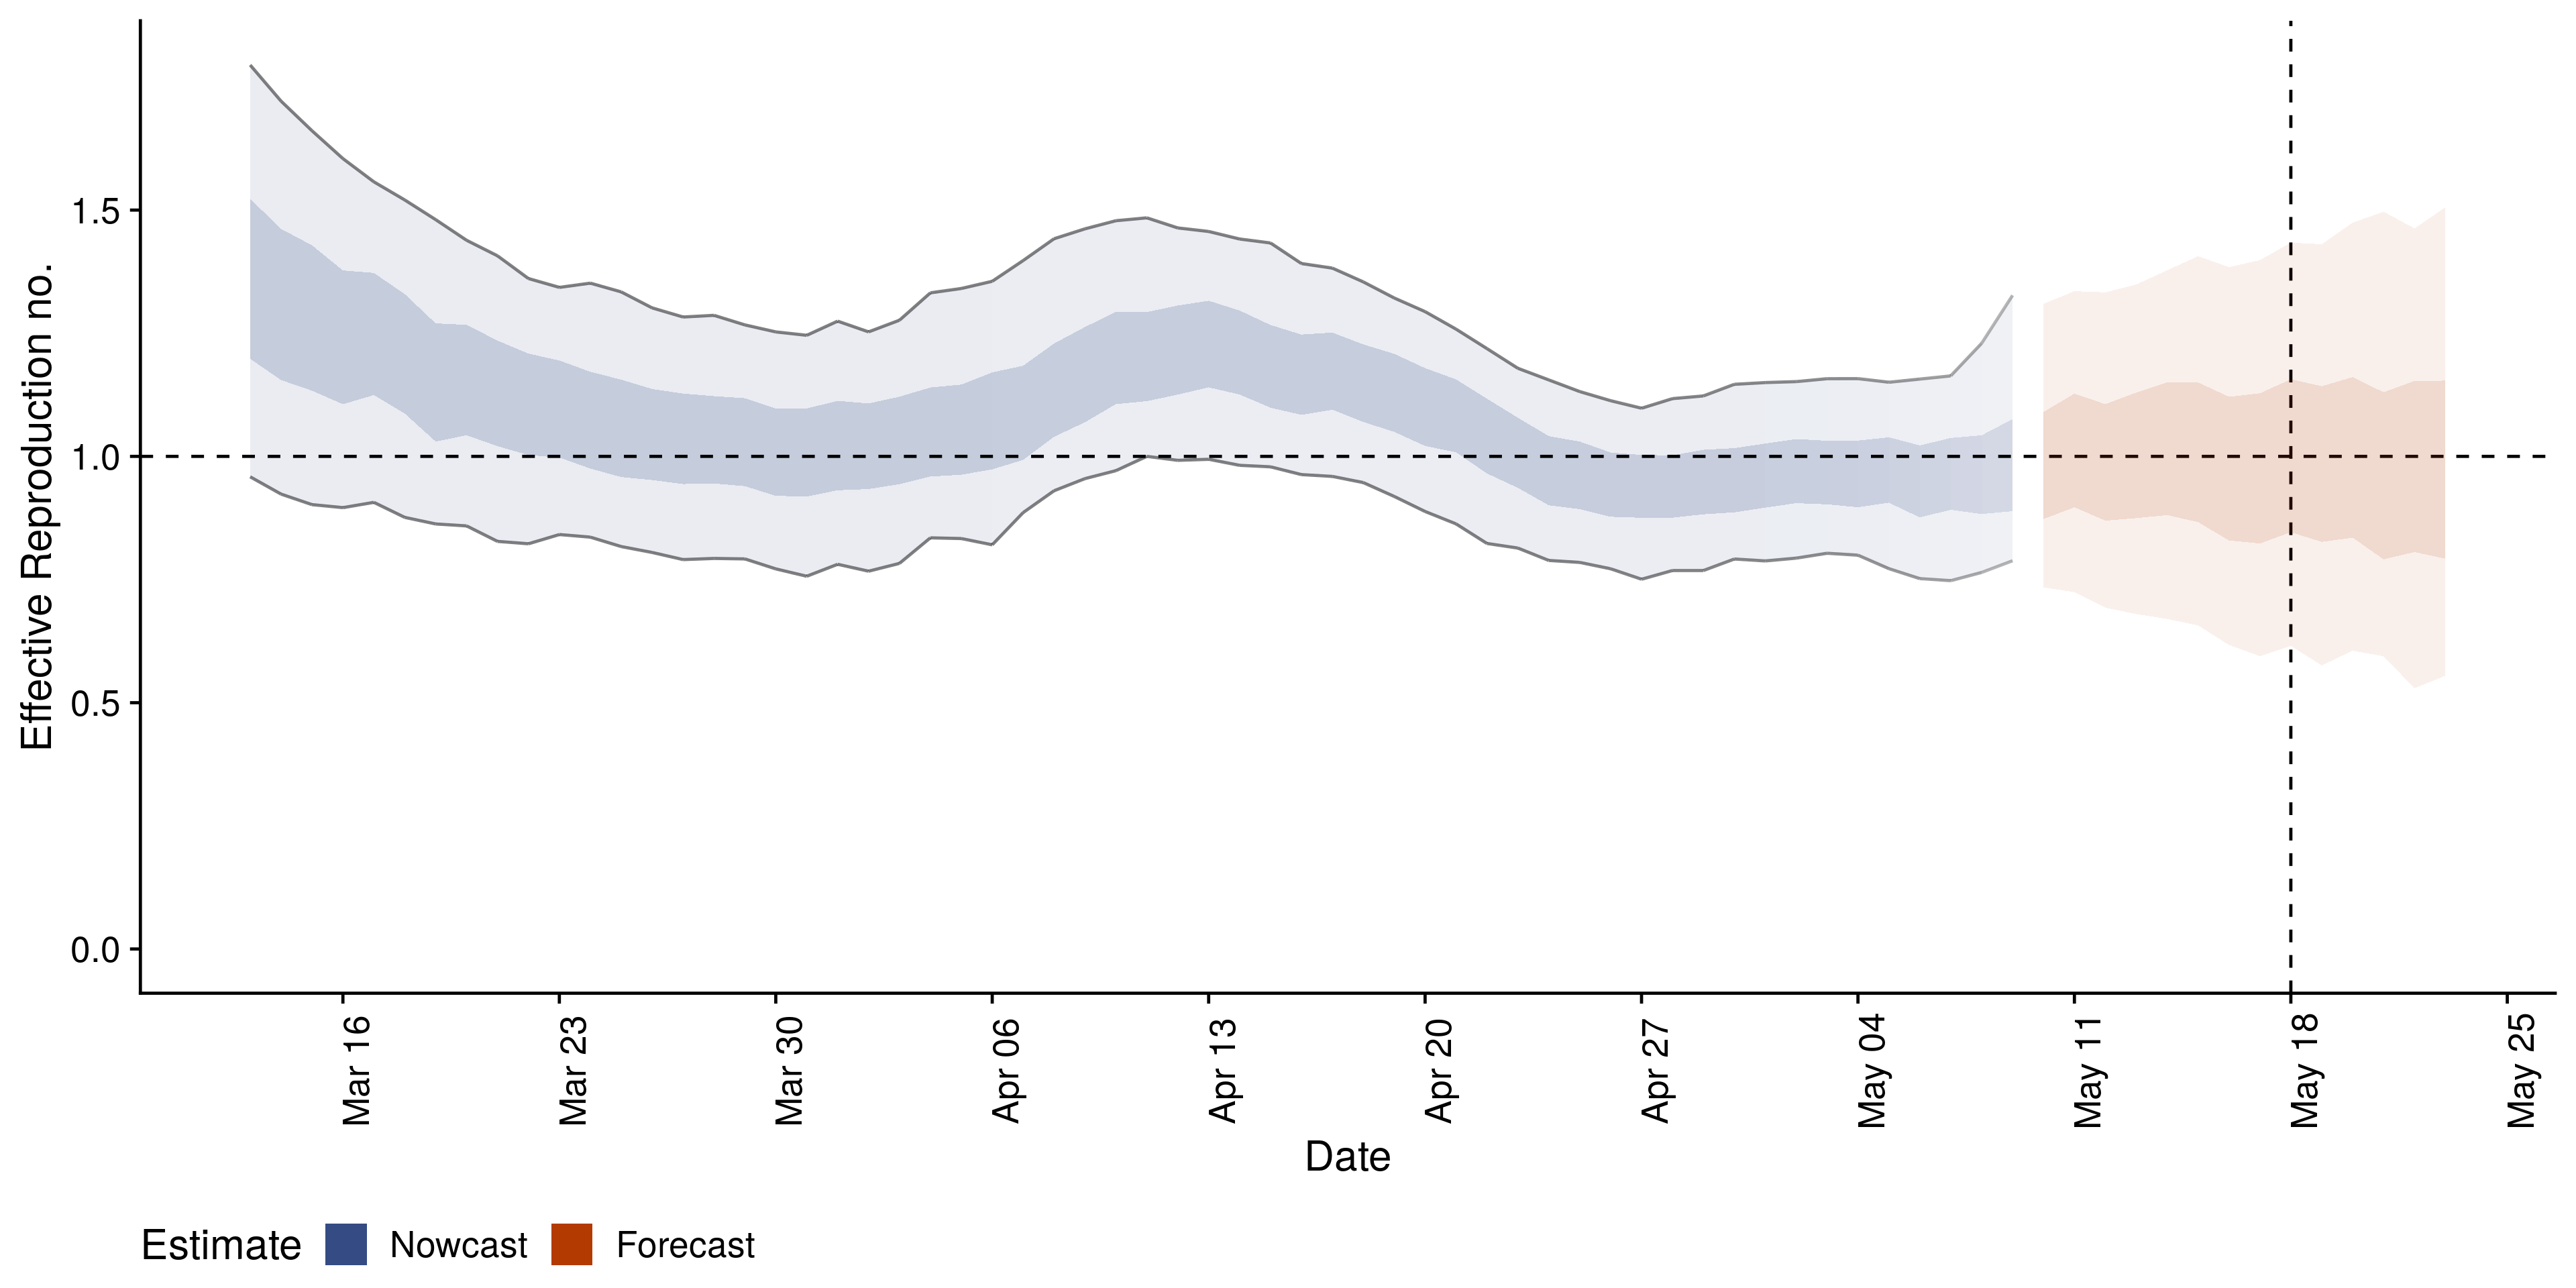 Effective Reproduction no.
1.5
1.0
0.5
0.0
Mar 16
Mar 23
Mar 30
Apr 06
Apr 13
Apr 20
Apr 27
May 04
May 11
May 18
May 25
Date
Estimate Nowcast Forecast